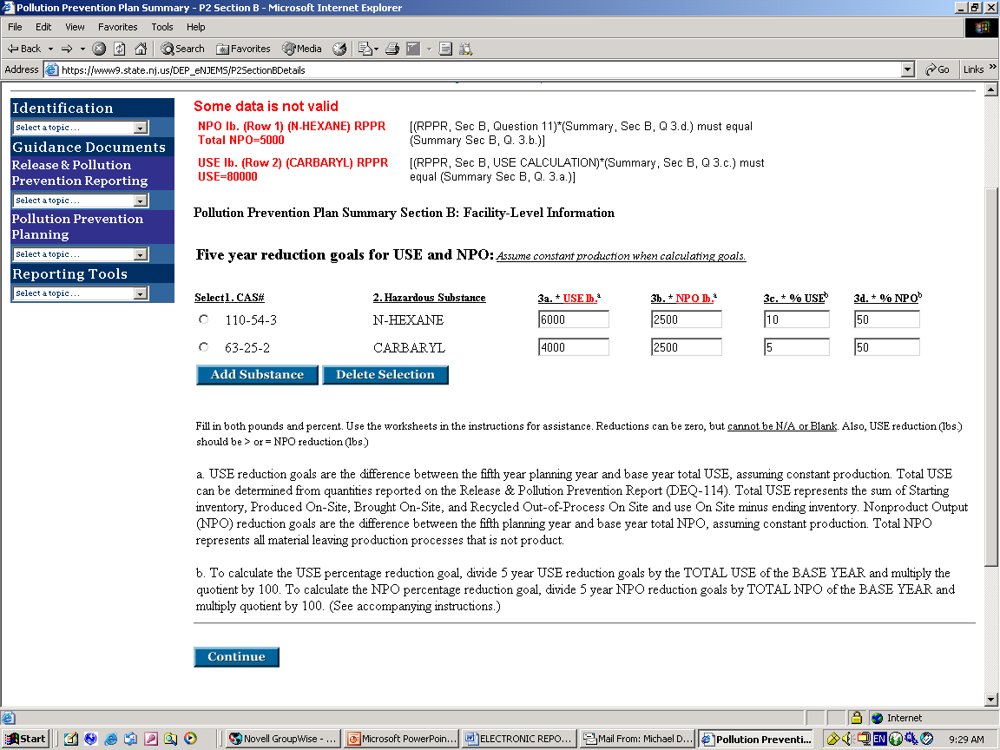 Pollution Prevention Plan Summary - P2 Section B - Microsoft Internet Explorer
File Edit View Favorites Tools Help
Back Search Favorites Media
Address https://www9.state.nj.us/DEP_eNJEMS/P2SectionBDetails Go Links »
Identification
Select a topic...
Guidance Documents
Release & Pollution
Prevention Reporting
Select a topic...
Pollution Prevention
Planning
Select a topic...
Reporting Tools
Select a topic...
Some data is not valid
NPO lb. (Row 1) (N-HEXANE) RPPR [(RPPR, Sec B, Question 11)*(Summary, Sec B, Q 3.d.) must equal
Total NPO=5000 (Summary Sec B, Q. 3.b.)]
USE lb. (Row 2) (CARBARYL) RPPR [(RPPR, Sec B, USE CALCULATION)*(Summary, Sec B, Q 3.c.) must
USE=80000 equal (Summary Sec B, Q. 3.a.)]
Pollution Prevention Plan Summary Section B: Facility-Level Information
Five year reduction goals for USE and NPO: Assume constant production when calculating goals.
Select 1. CAS# 2. Hazardous Substance 3a. * USE lb.a 3b. * NPO lb.a 3c. * % USEb 3d. * % NPOb
110-54-3 N-HEXANE 6000 2500 10 50
63-25-2 CARBARYL 4000 2500 5 50
Add Substance Delete Selection
Fill in both pounds and percent. Use the worksheets in the instructions for assistance. Reductions can be zero, but cannot be N/A or Blank. Also, USE reduction (lbs.)
should be > or = NPO reduction (lbs.)
a. USE reduction goals are the difference between the fifth year planning year and base year total USE, assuming constant production. Total USE
can be determined from quantities reported on the Release & Pollution Prevention Report (DEQ-114). Total USE represents the sum of Starting
inventory, Produced On-Site, Brought On-Site, and Recycled Out-of-Process On Site and use On Site minus ending inventory. Nonproduct Output
(NPO) reduction goals are the difference between the fifth planning year and base year total NPO, assuming constant production. Total NPO
represents all material leaving production processes that is not product.
b. To calculate the USE percentage reduction goal, divide 5 year USE reduction goals by the TOTAL USE of the BASE YEAR and multiply the
quotient by 100. To calculate the NPO percentage reduction goal, divide 5 year NPO reduction goals by TOTAL NPO of the BASE YEAR and
multiply quotient by 100. (See accompanying instructions.)
Continue
Internet
Start Novell GroupWise - ... Microsoft PowerPoin... ELECTRONIC REPO... Mail From: Michael D... Pollution Preventi... EN 9:29 AM